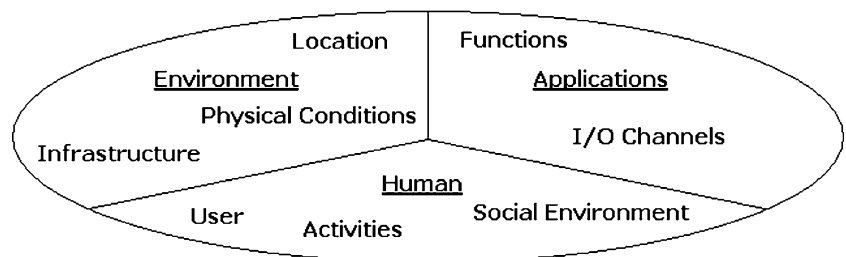 Location
Environment
Physical Conditions
Infrastructure
Functions
Applications
I/O Channels
Human
User
Activities
Social Environment